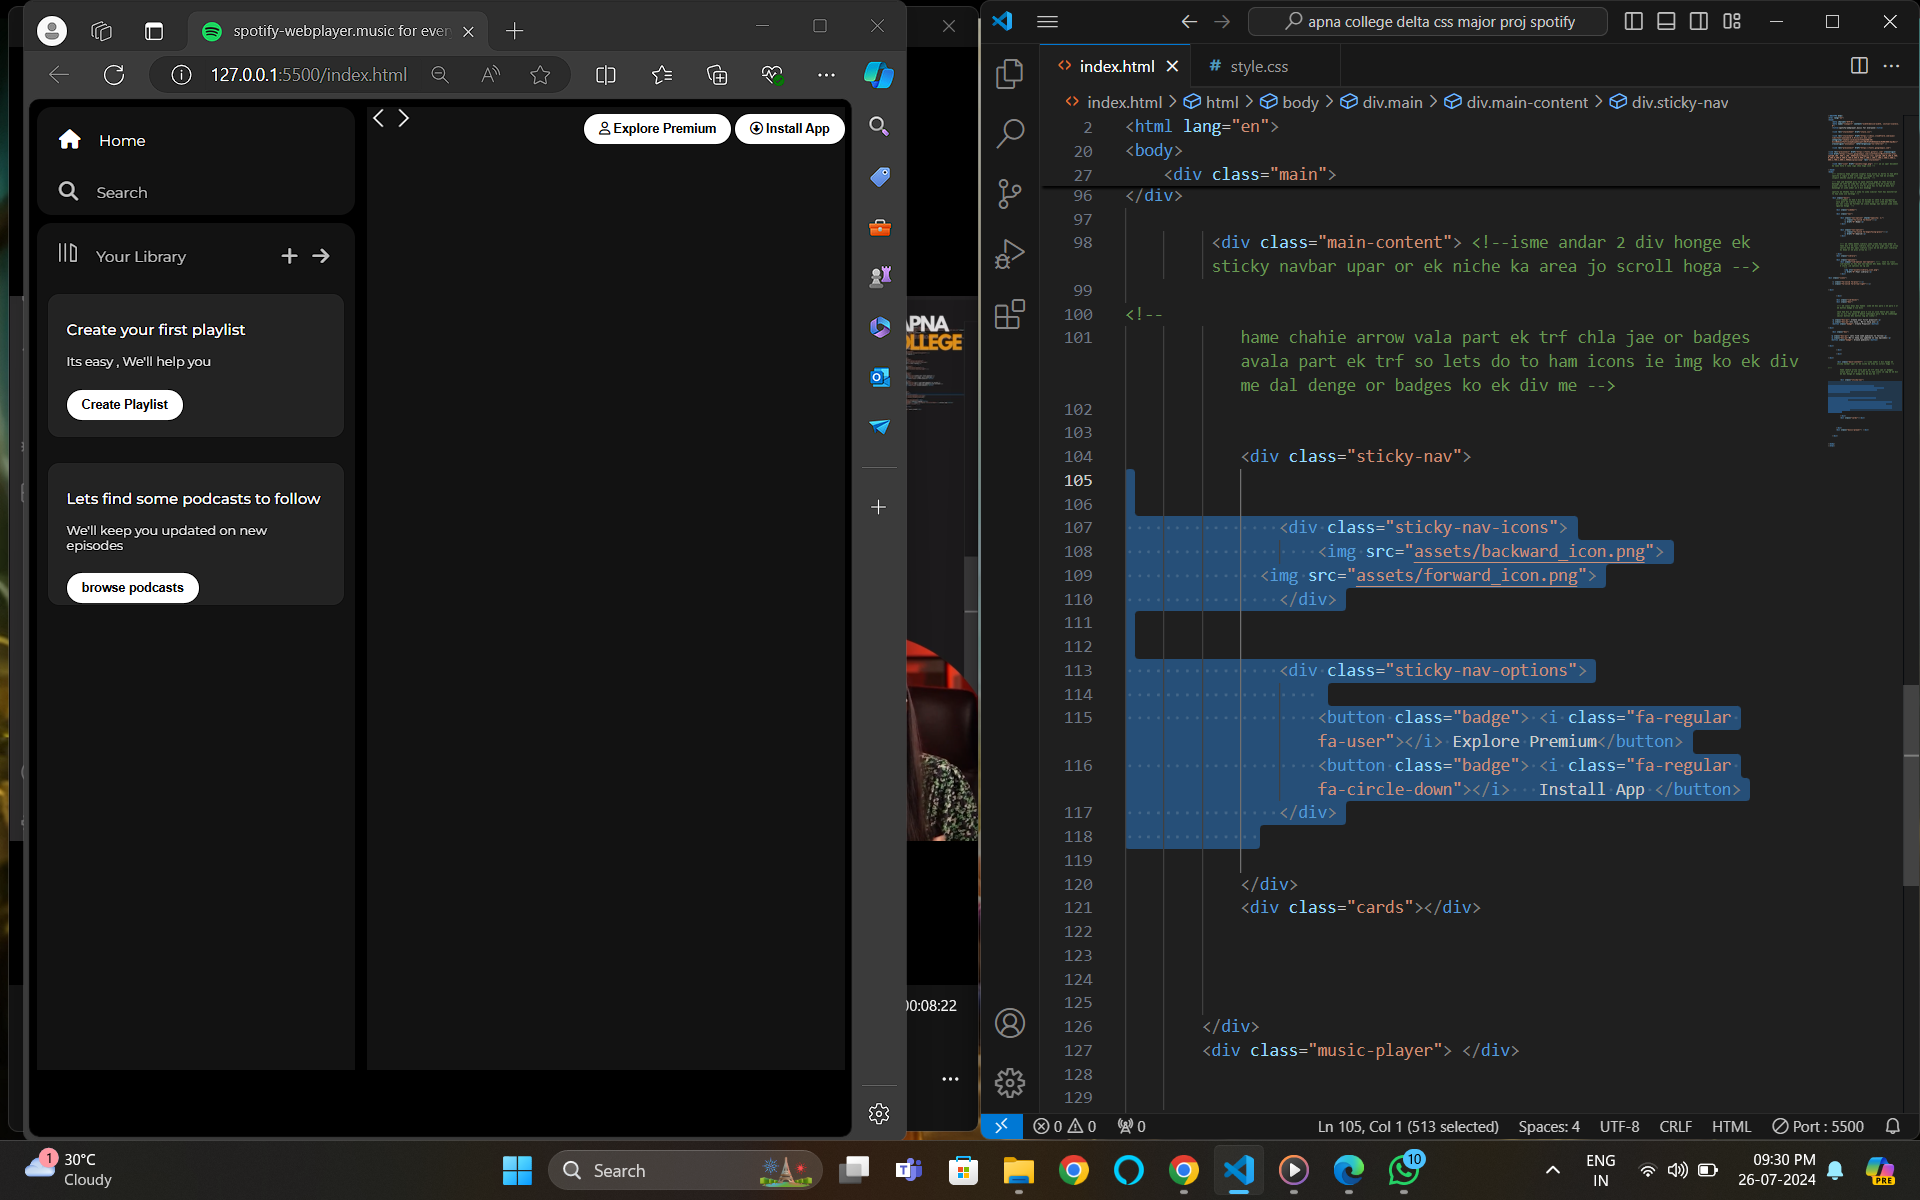 spotify-webplayer.music for ever
127.0.0.1:5500/index.html
Home
Search
Your Library
Create your first playlist
Its easy , We'll help you
Create Playlist
Lets find some podcasts to follow
We'll keep you updated on new
episodes
browse podcasts
Explore Premium
Install App
APNA
00:08:22
apna college delta css major proj spotify
index.html
style.css
index.html > html > body > div.main > div.main-content > div.sticky-nav
2 <html lang="en">
20 <body>
27 <div class="main">
96 </div>
97
98 <div class="main-content"> <!--isme andar 2 div honge ek
sticky navbar upar or ek niche ka area jo scroll hoga -->
99
100 <!--
101 hame chahie arrow vala part ek trf chla jae or badges
avala part ek trf so lets do to ham icons ie img ko ek div
me dal denge or badges ko ek div me -->
102
103
104 <div class="sticky-nav">
105
106
107 <div class="sticky-nav-icons">
108 <img src="assets/backward_icon.png">
109 <img src="assets/forward_icon.png">
110 </div>
111
112
113 <div class="sticky-nav-options">
114
115 <button class="badge"> <i class="fa-regular
fa-user"></i> Explore Premium</button>
116 <button class="badge"> <i class="fa-regular
fa-circle-down"></i>   Install App </button>
117 </div>
118
119
120 </div>
121 <div class="cards"></div>
122
123
124
125
126 </div>
127 <div class="music-player"> </div>
128
129
0 0 0
Ln 105, Col 1 (513 selected)
Spaces: 4
UTF-8
CRLF
HTML
Port : 5500
1
30°C
Cloudy
Search
10
ENG
IN
09:30 PM
26-07-2024
PRE